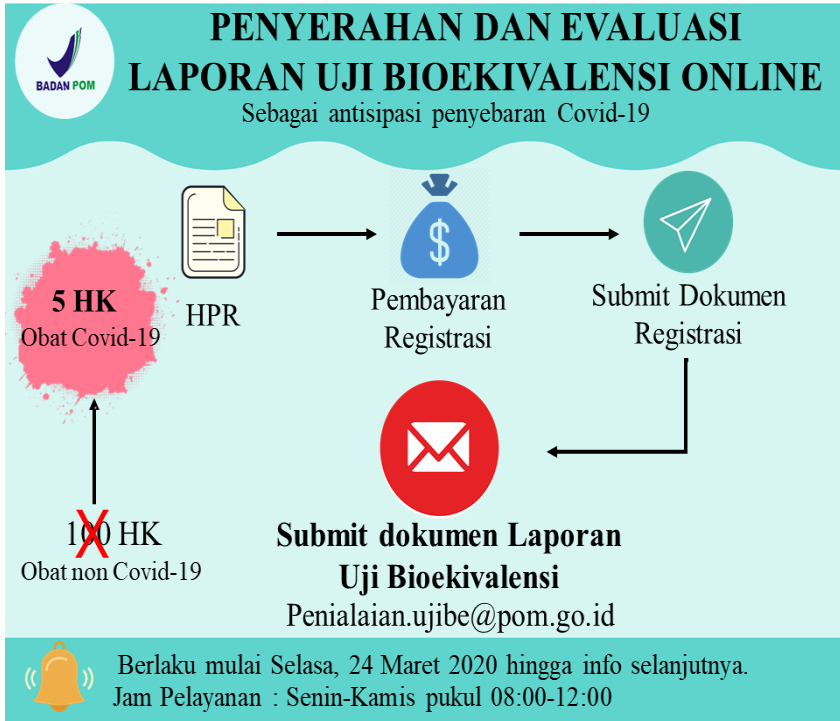 PENYERAHAN DAN EVALUASI
LAPORAN UJI BIOEKIVALENSI ONLINE
Sebagai antisipasi penyebaran Covid-19
BADAN POM
HPR
Pembayaran
Registrasi
Submit Dokumen
Registrasi
5 HK
Obat Covid-19
100 HK
Obat non Covid-19
Submit dokumen Laporan
Uji Bioekivalensi
Penialaian.ujibe@pom.go.id
Berlaku mulai Selasa, 24 Maret 2020 hingga info selanjutnya.
Jam Pelayanan : Senin-Kamis pukul 08:00-12:00